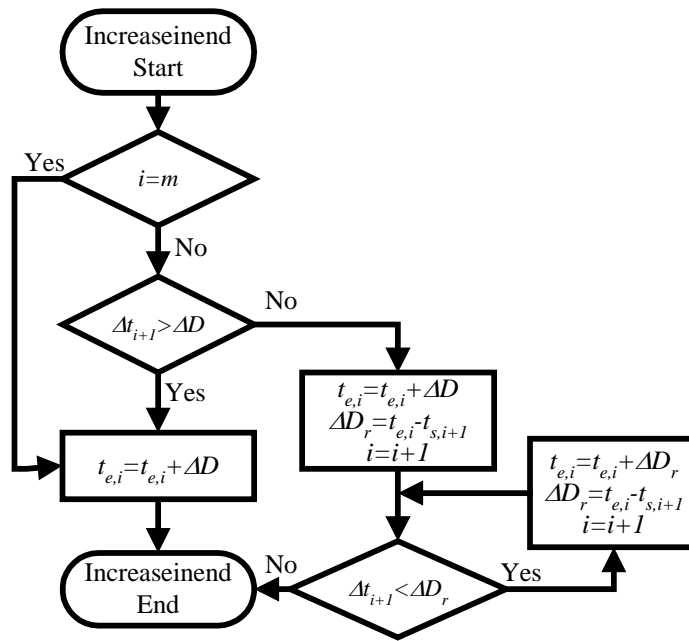 Increaseinend
Start
Yes
i=m
No
No
Δt_{i+1}>ΔD
Yes
t_{e,i}=t_{e,i}+ΔD
ΔD_r=t_{e,i}-t_{s,i+1}
i=i+1
t_{e,i}=t_{e,i}+ΔD
t_{e,i}=t_{e,i}+ΔD_r
ΔD_r=t_{e,i}-t_{s,i+1}
i=i+1
Increaseinend
End
No
Δt_{i+1}<ΔD_r
Yes